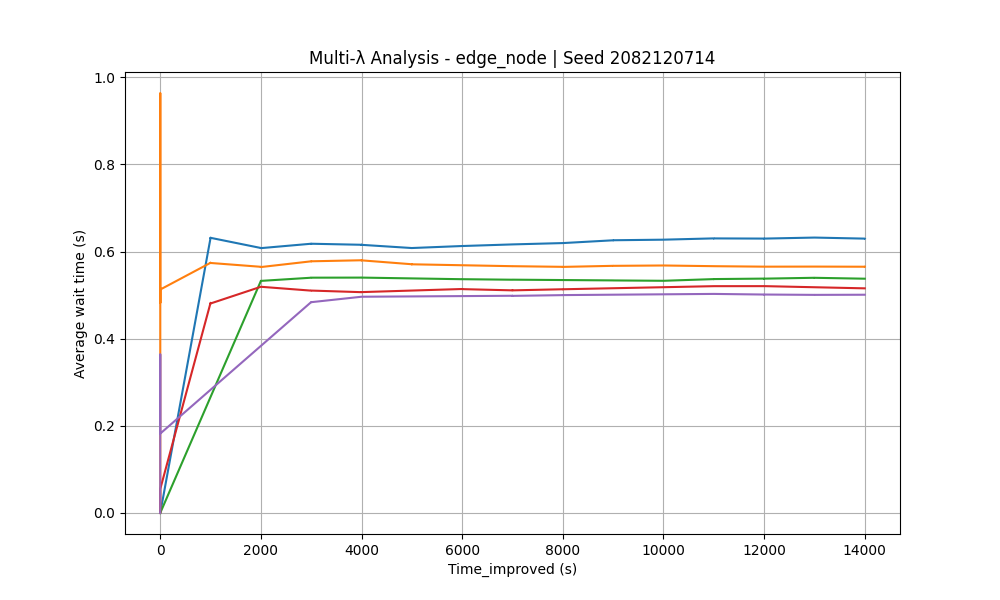 Multi-λ Analysis - edge_node | Seed 2082120714
Average wait time (s)
1.0
0.8
0.6
0.4
0.2
0.0
0 2000 4000 6000 8000 10000 12000 14000
Time_improved (s)